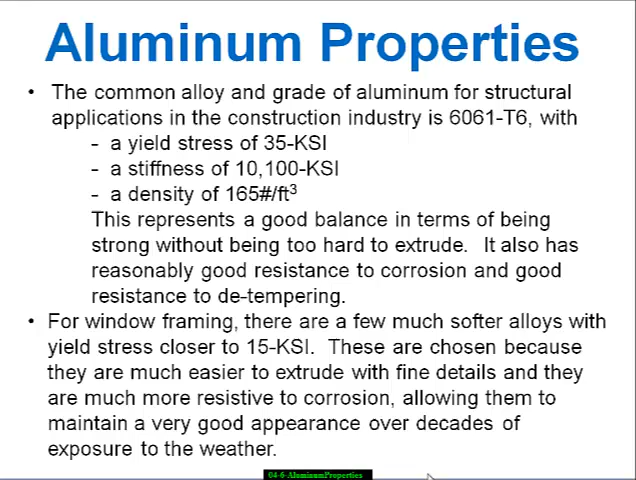 Aluminum Properties
• The common alloy and grade of aluminum for structural
applications in the construction industry is 6061-T6, with
- a yield stress of 35-KSI
- a stiffness of 10,100-KSI
- a density of 165#/ft³
This represents a good balance in terms of being
strong without being too hard to extrude. It also has
reasonably good resistance to corrosion and good
resistance to de-tempering.
• For window framing, there are a few much softer alloys with
yield stress closer to 15-KSI. These are chosen because
they are much easier to extrude with fine details and they
are much more resistive to corrosion, allowing them to
maintain a very good appearance over decades of
exposure to the weather.
04-6 AluminumProperties